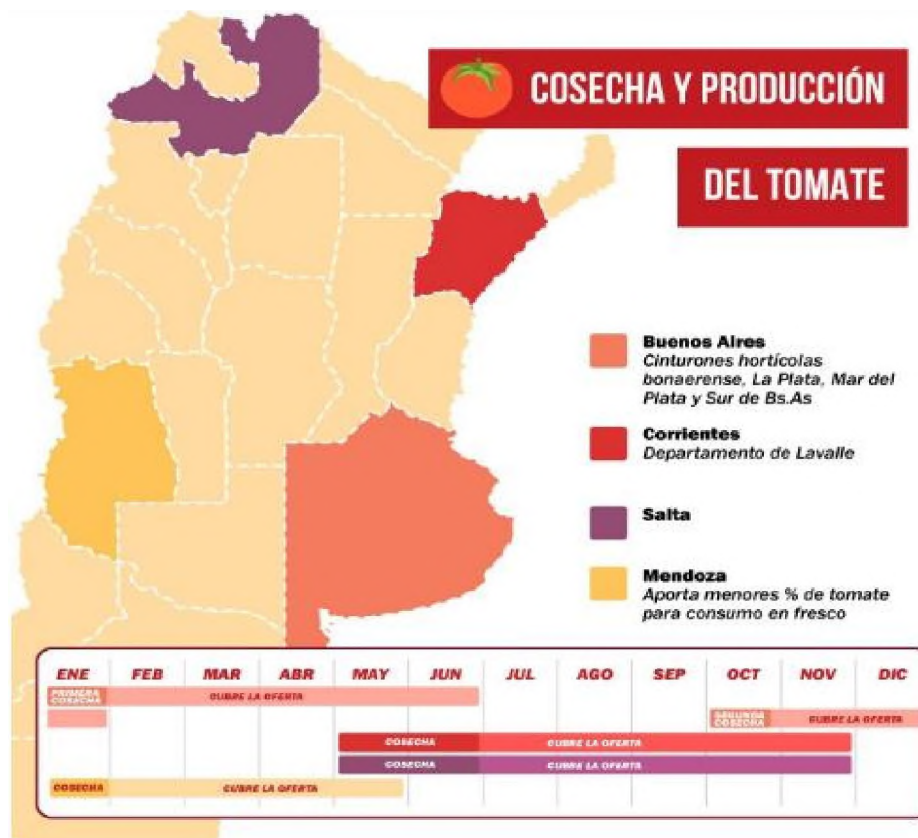 COSECHA Y PRODUCCIÓN
DEL TOMATE
Buenos Aires
Cinturones hortícolas
bonaerense, La Plata, Mar del
Plata y Sur de Bs.As
Corrientes
Departamento de Lavalle
Salta
Mendoza
Aporta menores % de tomate
para consumo en fresco
ENE FEB MAR ABR MAY JUN JUL AGO SEP OCT NOV DIC
PRIMERA
COSECHA
CUBRE LA OFERTA
SEGUNDA
COSECHA
CUBRE LA OFERTA
COSECHA CUBRE LA OFERTA
COSECHA CUBRE LA OFERTA
COSECHA CUBRE LA OFERTA